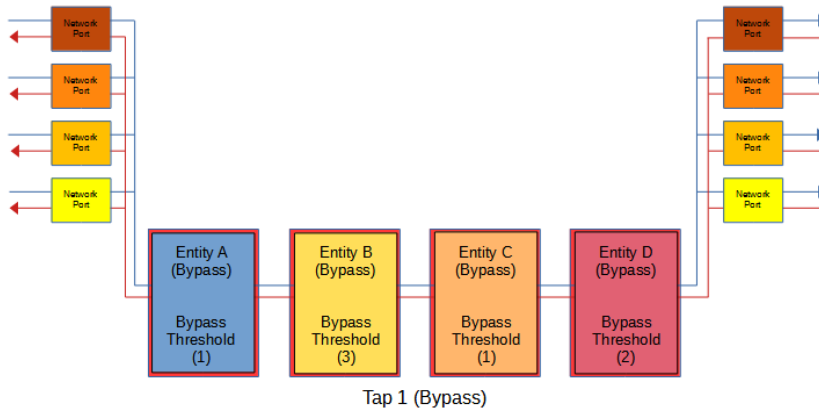 Network
Port
Network
Port
Network
Port
Network
Port
Network
Port
Network
Port
Network
Port
Network
Port
Entity A
(Bypass)
Bypass
Threshold
(1)
Entity B
(Bypass)
Bypass
Threshold
(3)
Entity C
(Bypass)
Bypass
Threshold
(1)
Entity D
(Bypass)
Bypass
Threshold
(2)
Tap 1 (Bypass)